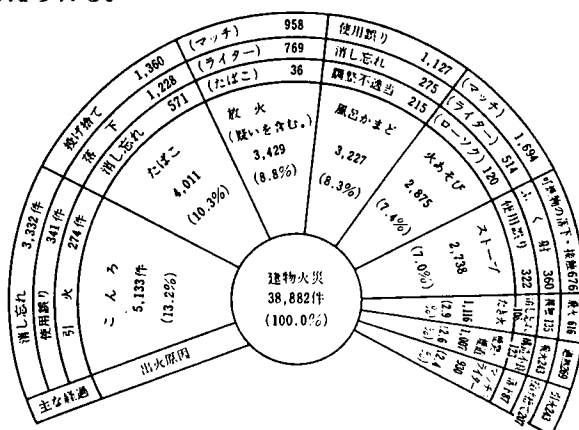 建物火災
38,882件
(100.0%)
出火原因
主な経過
こんろ
5,133件
(13.2%)
消し忘れ 3,332件
使用誤り 341件
引火 274件
たばこ
4,011
(10.3%)
投げ捨て 1,360
落下 1,228
消し忘れ 571
放火
(疑いを含む。)
3,429
(8.8%)
(マッチ) 958
(ライター) 769
(たばこ) 36
風呂かまど
3,227
(8.3%)
使用誤り 1,127
消し忘れ 275
調整不適当 215
火あそび
2,875
(7.4%)
(マッチ) 1,694
(ライター) 514
(ローソク) 120
ストーブ
2,738
(7.0%)
可燃物の落下・接触 676
ふく射 360
使用誤り 322
たき火
1,116
(2.9%)